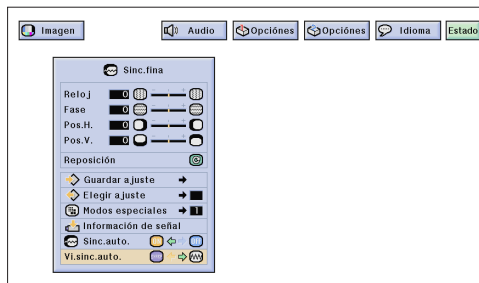 Imagen Audio Opciónes Opciónes Idioma Estado
Sinc.fina
Reloj 0
Fase 0
Pos.H. 0
Pos.V. 0
Reposición
Guardar ajuste
Elegir ajuste
Modos especiales 1
Información de señal
Sinc.auto.
Vi.sinc.auto.